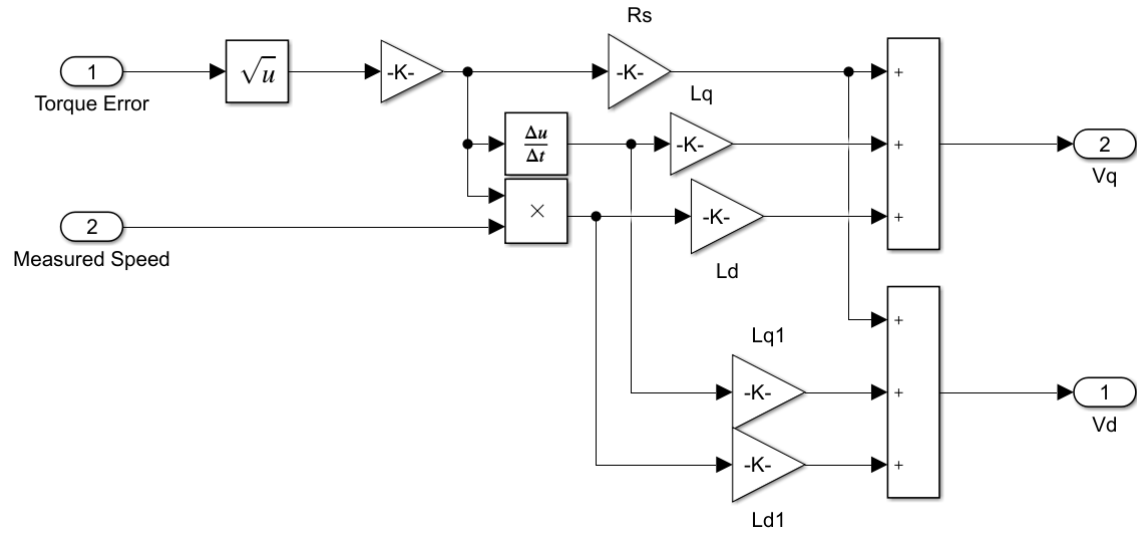 Rs
1
√u
-K-
-K-
+
Torque Error
Lq
Δu
Δt
-K-
+
2
Vq
×
-K-
+
2
Measured Speed
Ld
+
Lq1
-K-
+
1
Vd
-K-
+
Ld1